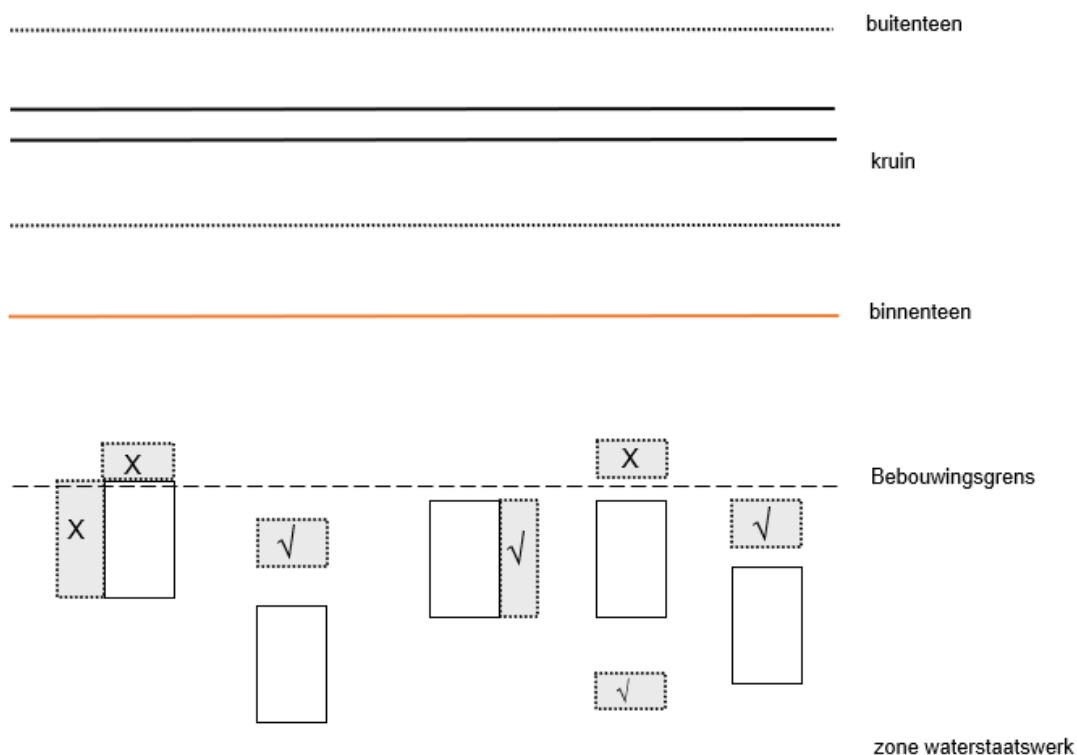 buitenteen
kruin
binnenteen
X
X
Bebouwingsgrens
X
√
√
√
√
zone waterstaatswerk